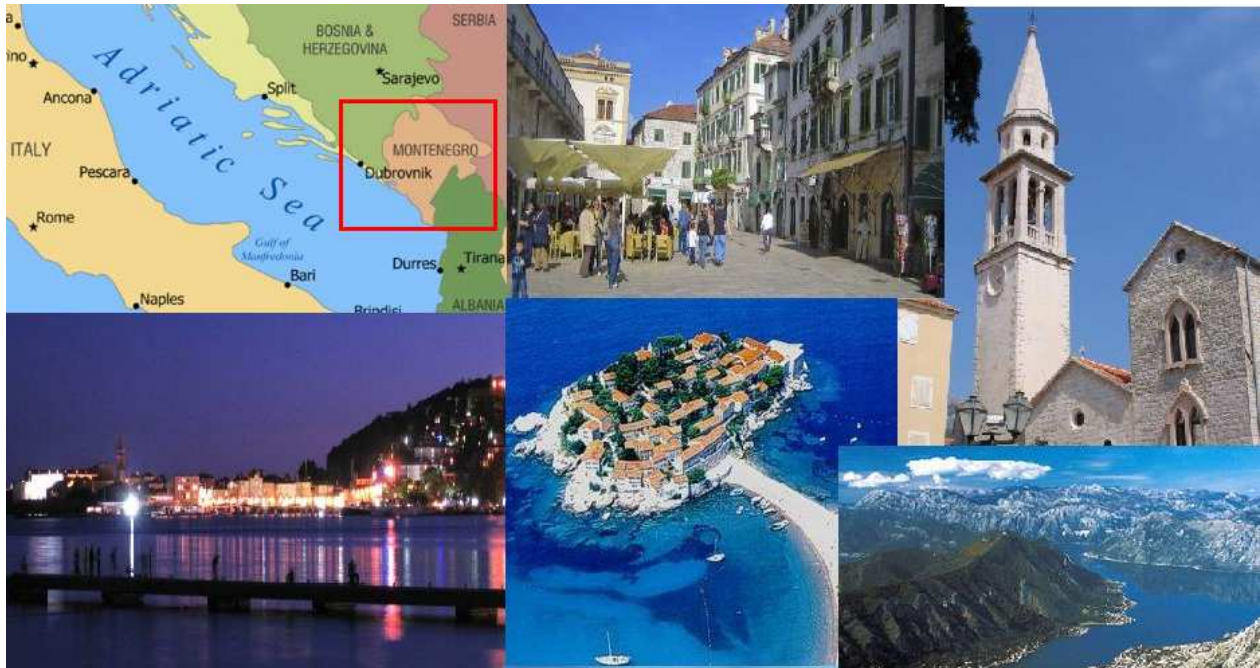 BOSNIA &
HERZEGOVINA
SERBIA
Sarajevo
Split
Ancona
Adriatic Sea
ITALY
MONTENEGRO
Pescara
Dubrovnik
Rome
Gulf of
Manfredonia
Bari
Durres
Tirana
Naples
ALBANIA